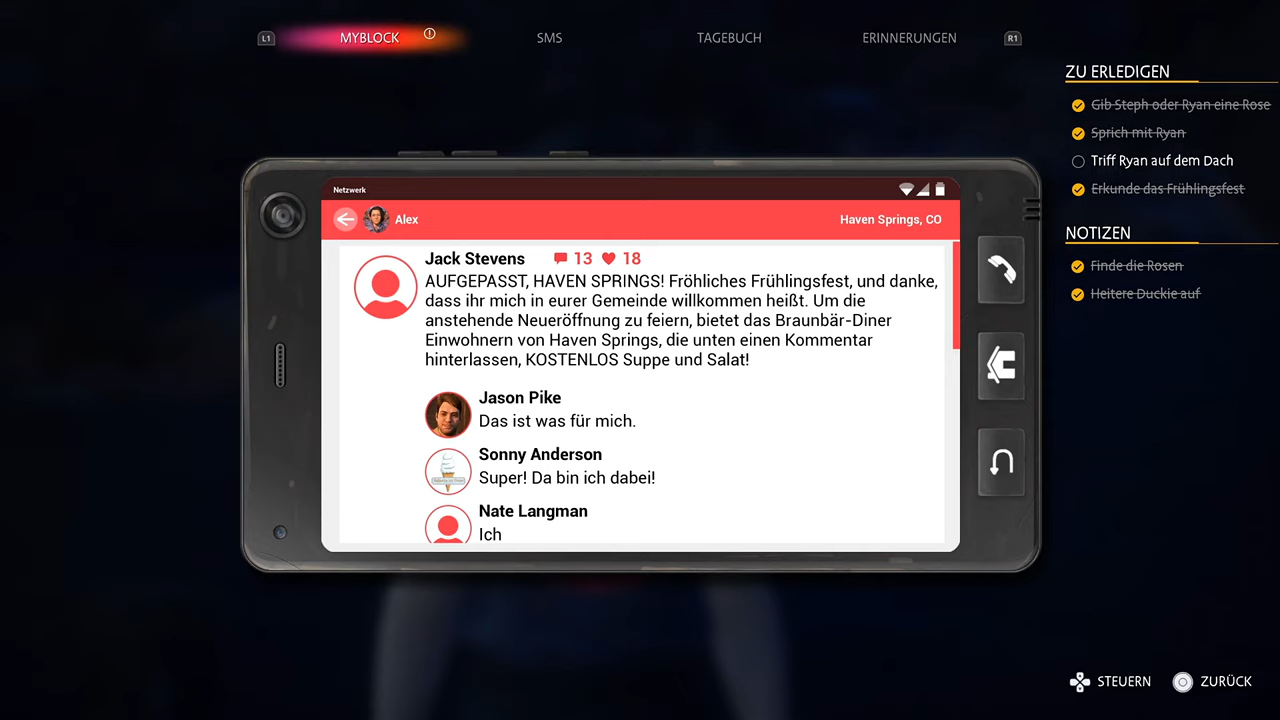 L1
MYBLOCK
SMS
TAGEBUCH
ERINNERUNGEN
R1
ZU ERLEDIGEN
Gib Steph oder Ryan eine Rose
Sprich mit Ryan
Triff Ryan auf dem Dach
Erkunde das Frühlingsfest
NOTIZEN
Finde die Rosen
Heitere Duckie auf
Netzwerk
Alex
Haven Springs, CO
Jack Stevens 13 18
AUFGEPASST, HAVEN SPRINGS! Fröhliches Frühlingsfest, und danke,
dass ihr mich in eurer Gemeinde willkommen heißt. Um die
anstehende Neueröffnung zu feiern, bietet das Braunbär-Diner
Einwohnern von Haven Springs, die unten einen Kommentar
hinterlassen, KOSTENLOS Suppe und Salat!
Jason Pike
Das ist was für mich.
Sonny Anderson
Super! Da bin ich dabei!
Nate Langman
Ich
STEUERN
ZURÜCK